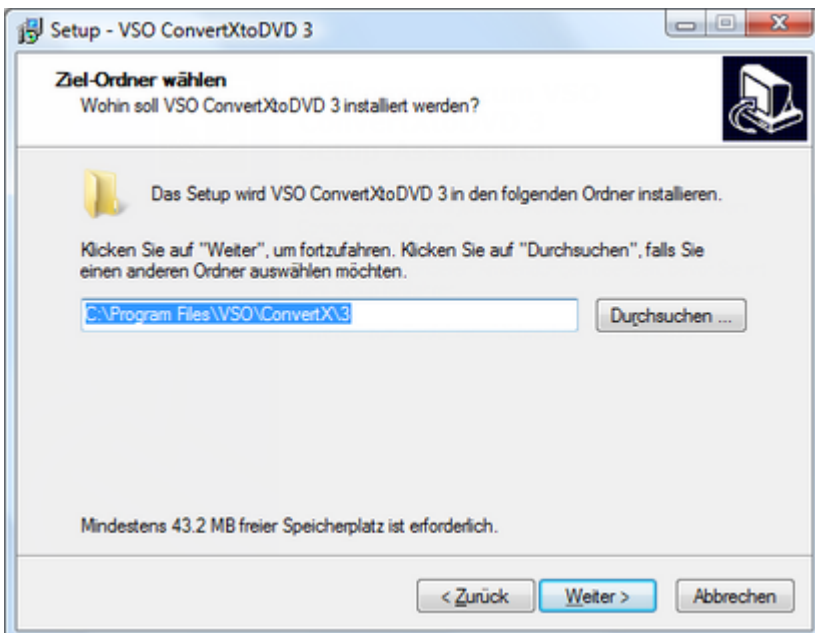 Setup - VSO ConvertXtoDVD 3
Ziel-Ordner wählen
Wohin soll VSO ConvertXtoDVD 3 installiert werden?
Das Setup wird VSO ConvertXtoDVD 3 in den folgenden Ordner installieren.
Klicken Sie auf "Weiter", um fortzufahren. Klicken Sie auf "Durchsuchen", falls Sie
einen anderen Ordner auswählen möchten.
C:\Program Files\VSO\ConvertX\3
Durchsuchen ...
Mindestens 43.2 MB freier Speicherplatz ist erforderlich.
< Zurück
Weiter >
Abbrechen